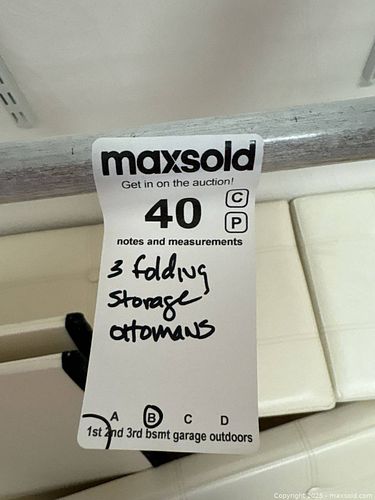 maxsold
Get in on the auction!
40 C
P
notes and measurements
3 folding
storage
ottomans
A B C D
1st 2nd 3rd bsmt garage outdoors
Copyright 2025 - maxsold.com